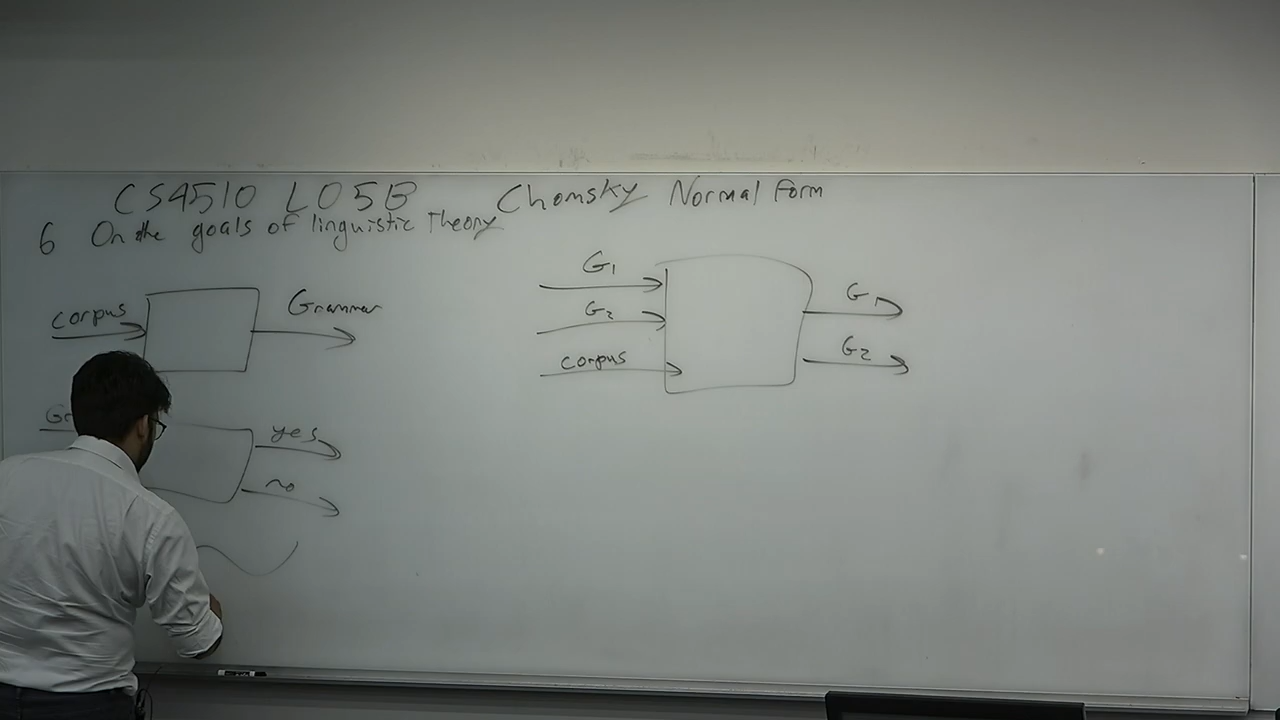 CS4510 L05B Chomsky Normal Form
6 On the goals of linguistic Theory
corpus Grammar
yes
no
G1
G2
corpus
G1
G2